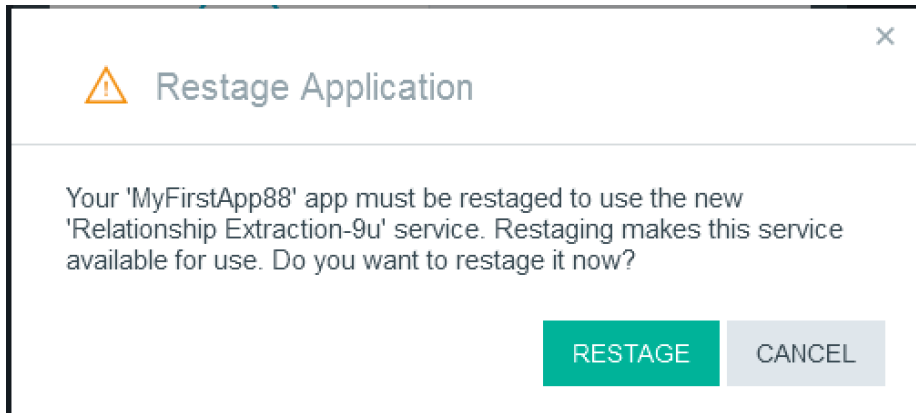 Restage Application
Your 'MyFirstApp88' app must be restaged to use the new
'Relationship Extraction-9u' service. Restaging makes this service
available for use. Do you want to restage it now?
RESTAGE CANCEL